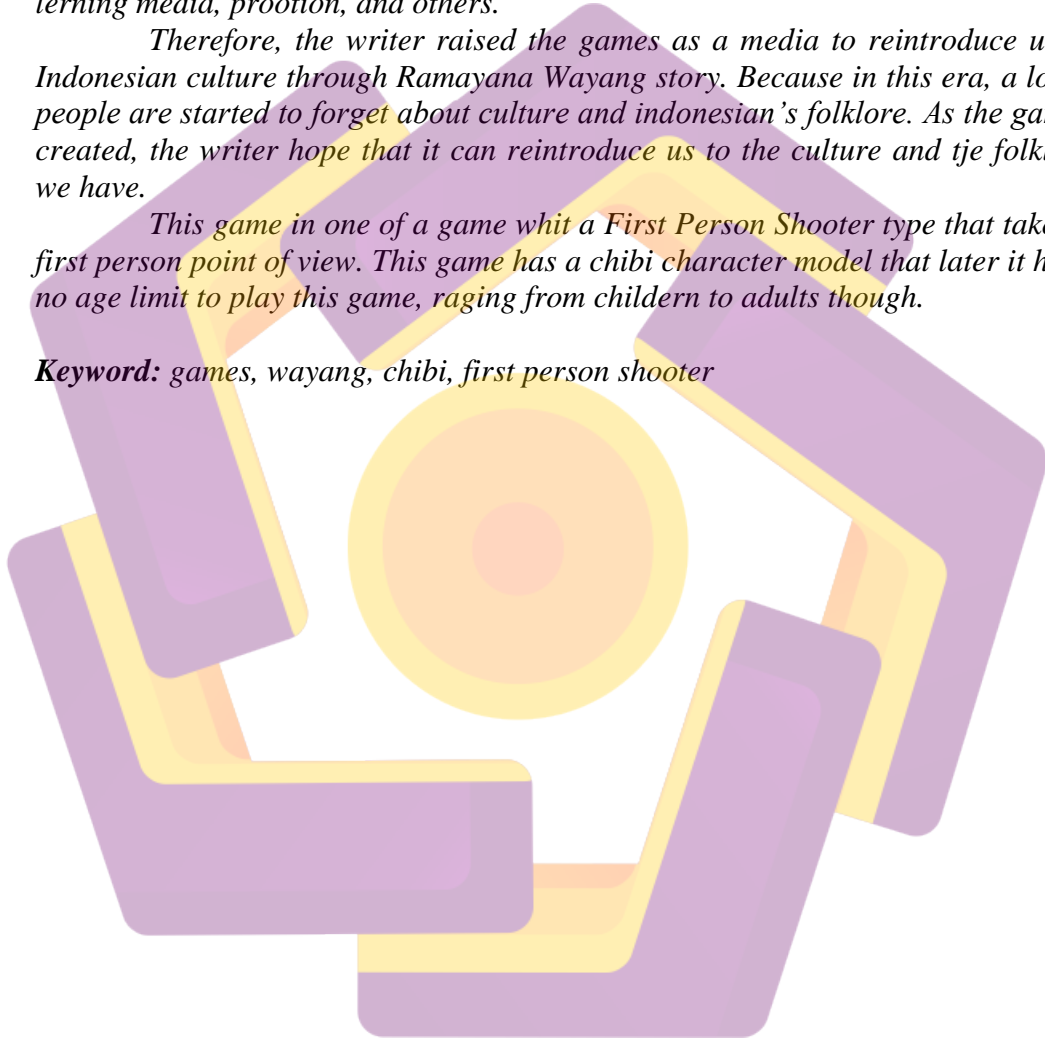 lerning media, prootion, and others.
Therefore, the writer raised the games as a media to reintroduce u
Indonesian culture through Ramayana Wayang story. Because in this era, a lo
people are started to forget about culture and indonesian's folklore. As the ga
created, the writer hope that it can reintroduce us to the culture and tje folk
we have.
This game in one of a game whit a First Person Shooter type that take
first person point of view. This game has a chibi character model that later it h
no age limit to play this game, raging from childern to adults though.
Keyword: games, wayang, chibi, first person shooter